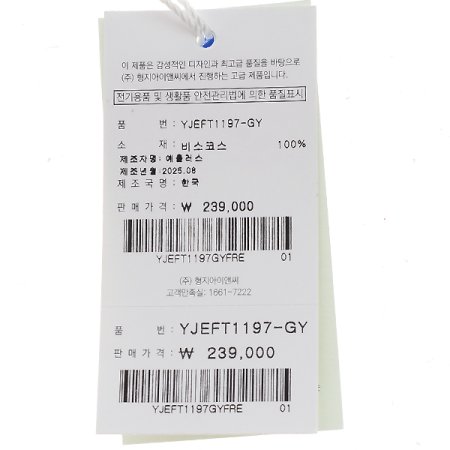 이 제품은 감성적인 디자인과 최고급 품질을 바탕으로
(주) 형지아이앤씨에서 진행하는 고급 제품입니다.
전기용품 및 생활품 안전관리법에 의한 품질표시
품 번 : YJEFT1197-GY
소 재 : 비스코스 100%
제조자명 : 에플러스
제조년월 : 2025.08
제조국명 : 한국
판매가격 : ₩ 239,000
YJEFT1197GYFRE 01
(주) 형지아이앤씨
고객만족실: 1661-7222
품 번 : YJEFT1197-GY
판매가격 : ₩ 239,000
YJEFT1197GYFRE 01